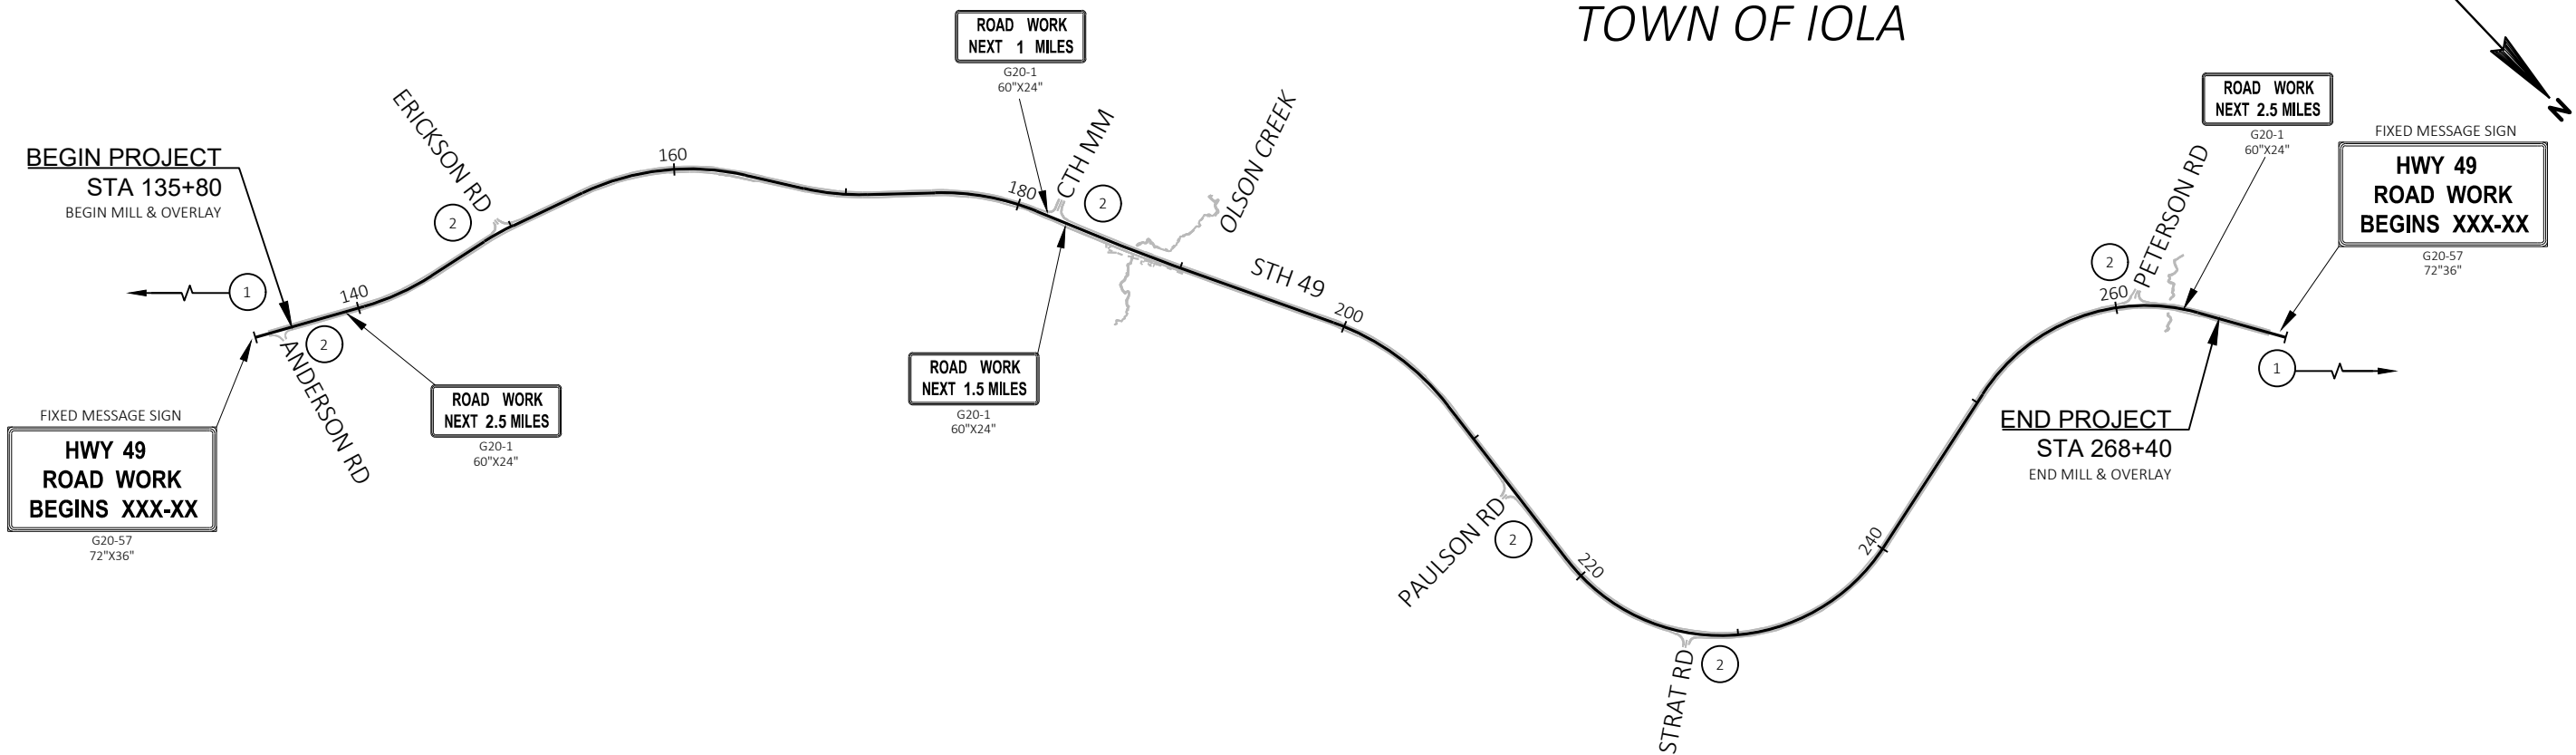 TOWN OF IOLA
N
ROAD WORK
NEXT 1 MILES
G20-1
60"X24"
CTH MM
OLSON CREEK
ERICKSON RD
BEGIN PROJECT
STA 135+80
BEGIN MILL & OVERLAY
160
180
2
2
1
140
2
ANDERSON RD
FIXED MESSAGE SIGN
HWY 49
ROAD WORK
BEGINS XXX-XX
G20-57
72"X36"
ROAD WORK
NEXT 2.5 MILES
G20-1
60"X24"
ROAD WORK
NEXT 1.5 MILES
G20-1
60"X24"
STH 49
200
PAULSON RD
2
220
STRAT RD
2
240
2
260
PETERSON RD
ROAD WORK
NEXT 2.5 MILES
G20-1
60"X24"
FIXED MESSAGE SIGN
HWY 49
ROAD WORK
BEGINS XXX-XX
G20-57
72"36"
1
END PROJECT
STA 268+40
END MILL & OVERLAY